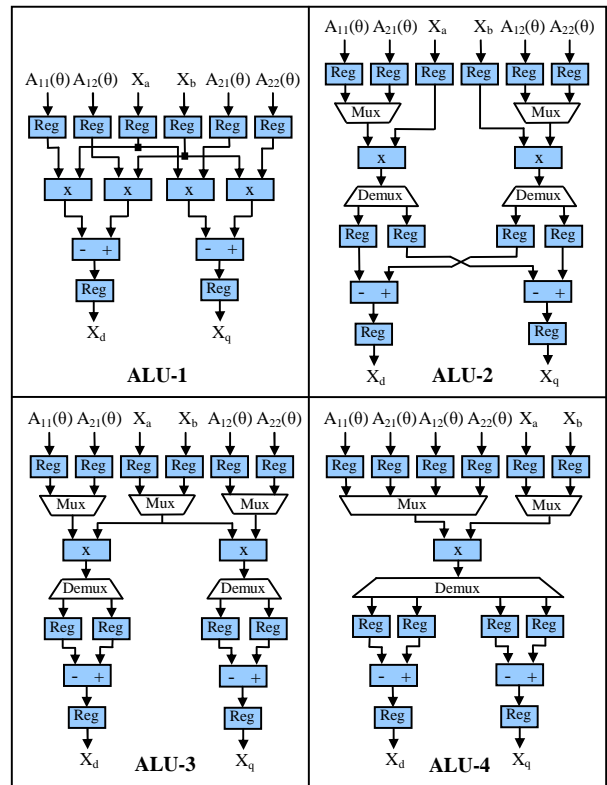 A11(θ) A12(θ) Xa Xb A21(θ) A22(θ)
Reg Reg Reg Reg Reg Reg
x x x x
- + - +
Reg Reg
Xd Xq
ALU-1
A11(θ) A21(θ) Xa Xb A12(θ) A22(θ)
Reg Reg Reg Reg Reg Reg
Mux Mux
x x
Demux Demux
Reg Reg Reg Reg
- + - +
Reg Reg
Xd Xq
ALU-2
A11(θ) A21(θ) Xa Xb A12(θ) A22(θ)
Reg Reg Reg Reg Reg Reg
Mux Mux Mux
x x
Demux Demux
Reg Reg Reg Reg
- + - +
Reg Reg
Xd Xq
ALU-3
A11(θ) A21(θ) A12(θ) A22(θ) Xa Xb
Reg Reg Reg Reg Reg Reg
Mux Mux
x
Demux
Reg Reg Reg Reg
- + - +
Reg Reg
Xd Xq
ALU-4